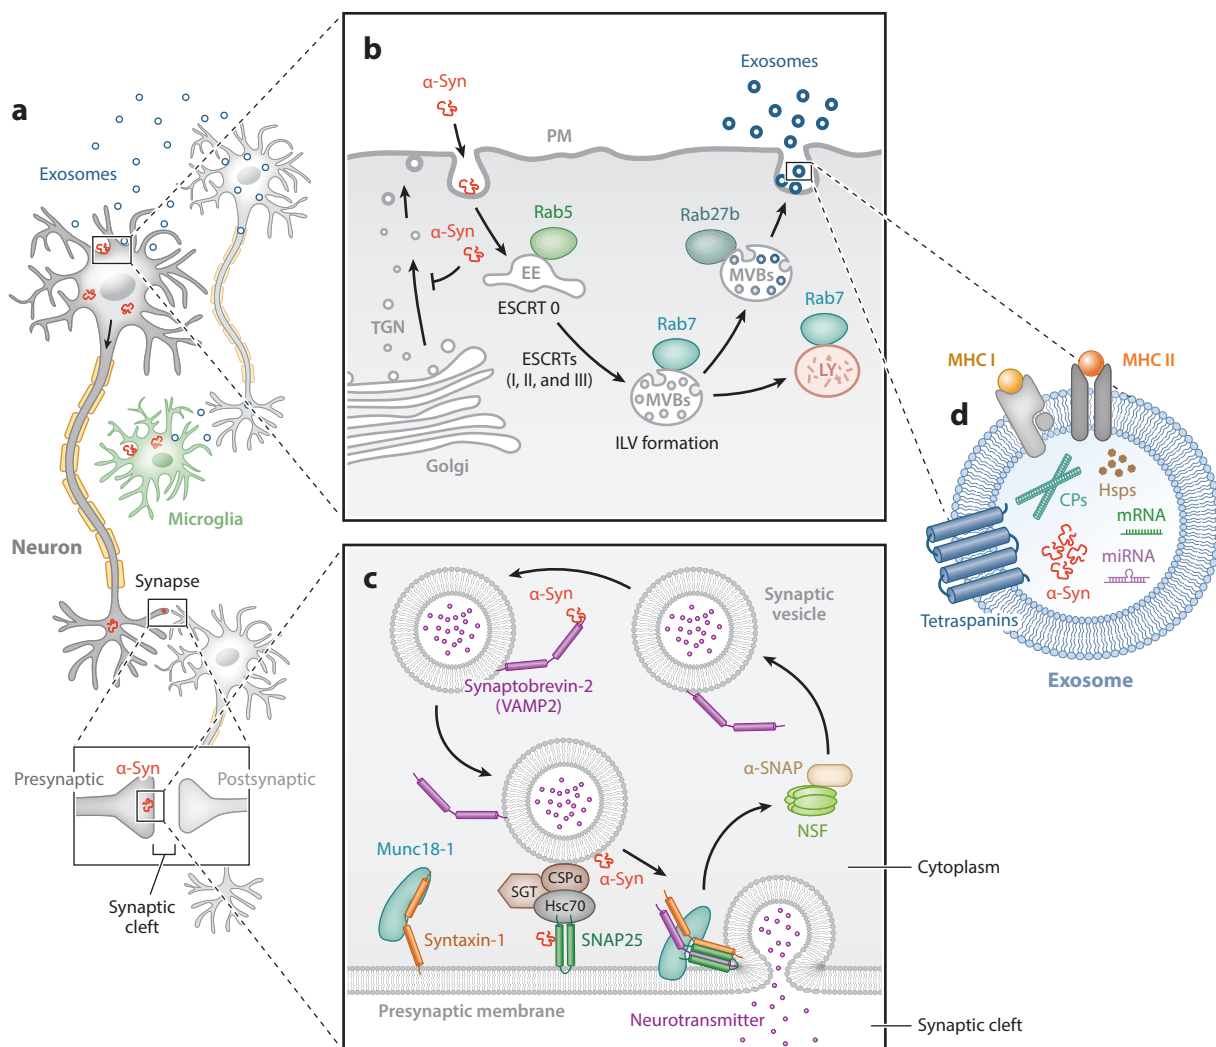 a
Exosomes
Microglia
Neuron
Synapse
Presynaptic
α-Syn
Postsynaptic
Synaptic
cleft
b
α-Syn
PM
Exosomes
Rab5
α-Syn
EE
ESCRT 0
TGN
ESCRTs
(I, II, and III)
Golgi
Rab7
MVBs
ILV formation
Rab27b
MVBs
Rab7
LY
c
α-Syn
Synaptic
vesicle
Synaptobrevin-2
(VAMP2)
α-SNAP
NSF
Munc18-1
SGT
CSPα
α-Syn
Hsc70
Syntaxin-1
SNAP25
Presynaptic membrane
Neurotransmitter
Cytoplasm
Synaptic cleft
d
MHC I
MHC II
CPs
Hsps
mRNA
miRNA
α-Syn
Tetraspanins
Exosome